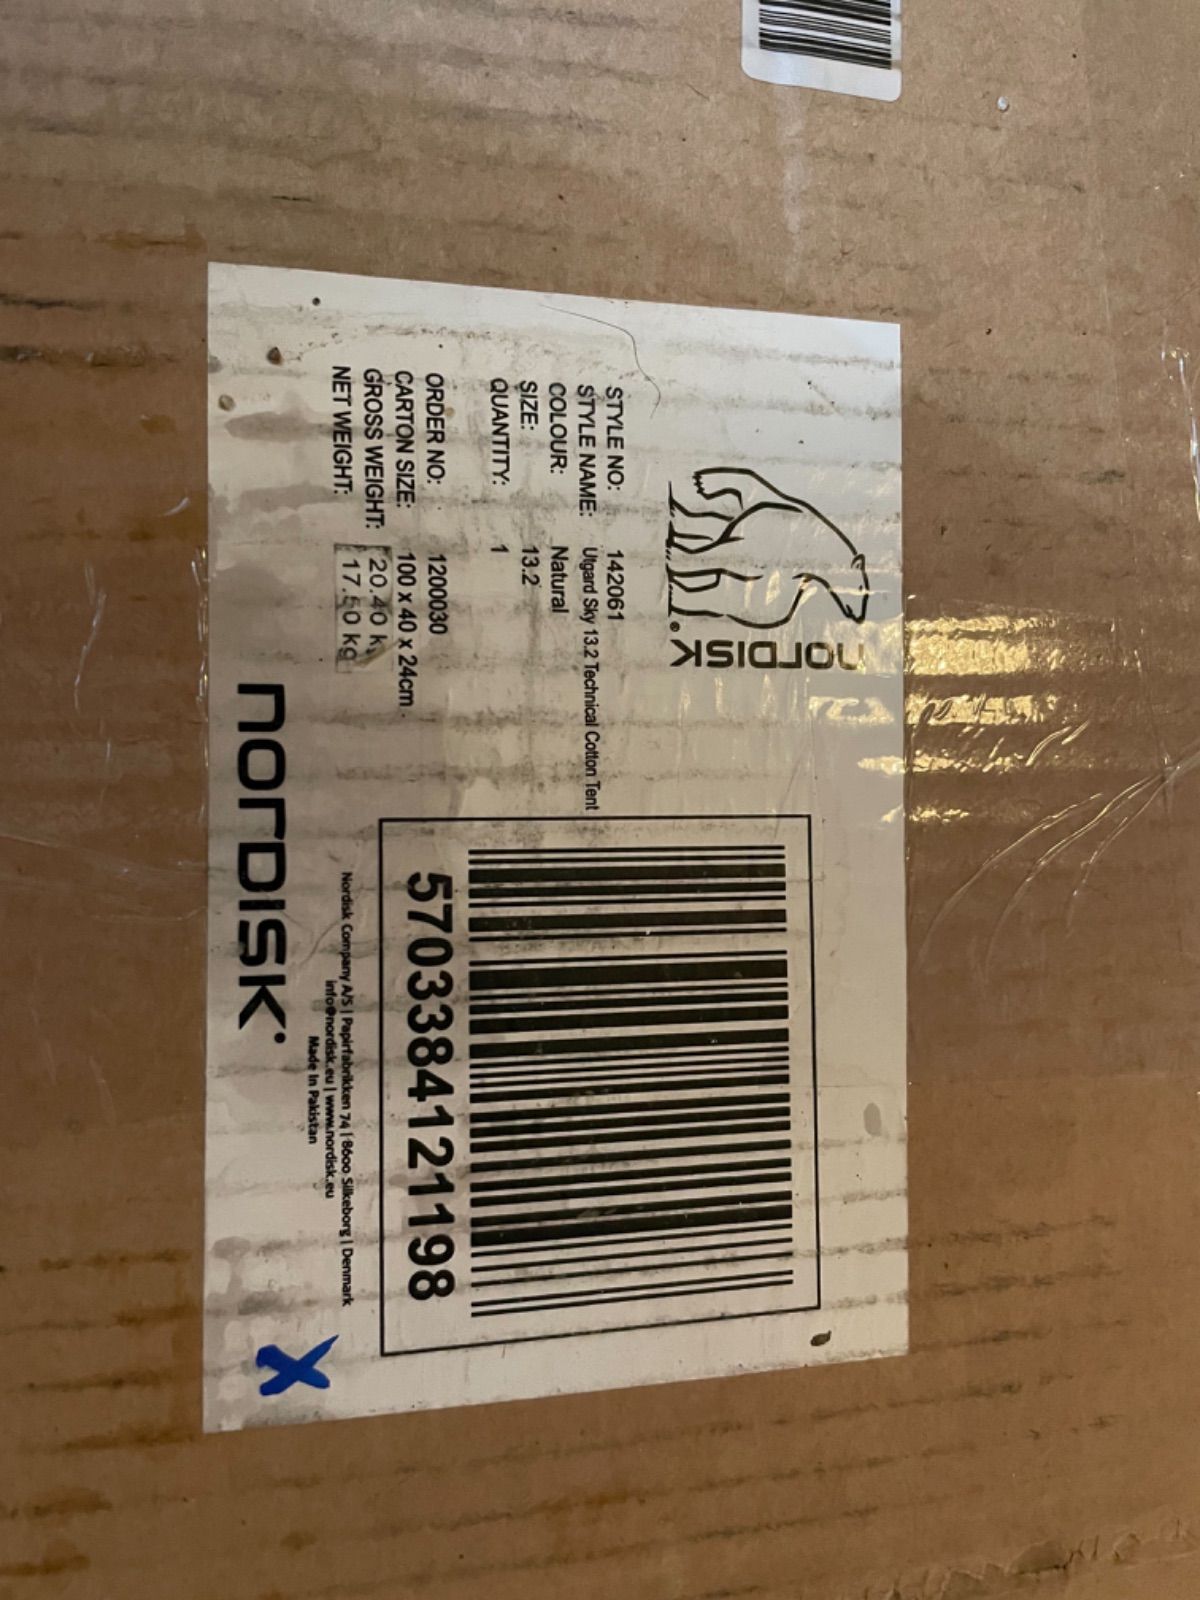 NORDISK®
STYLE NO: 142061
STYLE NAME: Utgard Sky 13.2 Technical Cotton Tent
COLOUR: Natural
SIZE: 13.2
QUANTITY: 1
ORDER NO: 1200030
CARTON SIZE: 100 x 40 x 24cm
GROSS WEIGHT: 20.40 kg
NET WEIGHT: 17.50 kg
5703384121198
Nordisk Company A/S | Papirfabrikken 74 | 8600 Silkeborg | Denmark
info@nordisk.eu | www.nordisk.eu
Made In Pakistan
NORDISK
X